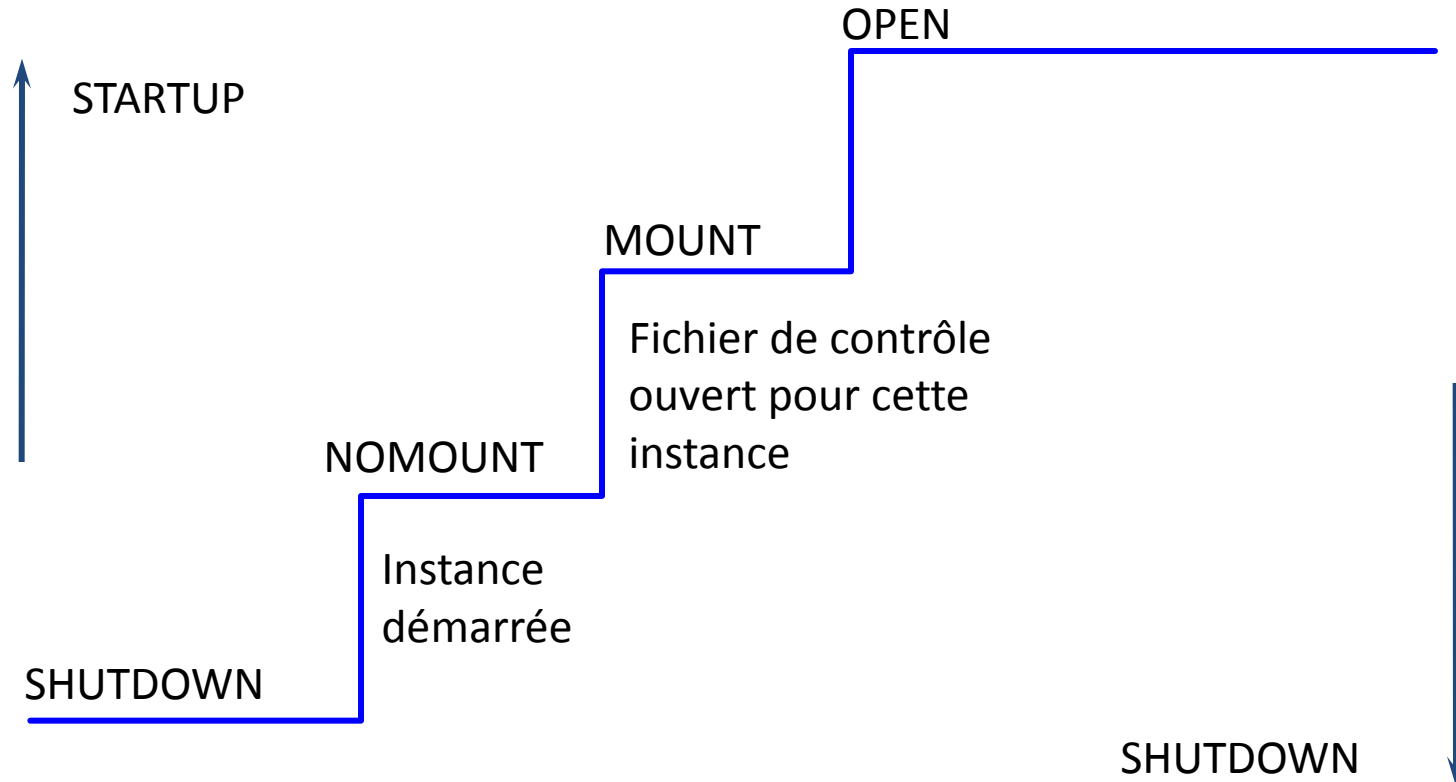 OPEN
STARTUP
MOUNT
Fichier de contrôle
ouvert pour cette
instance
NOMOUNT
Instance
démarrée
SHUTDOWN
SHUTDOWN